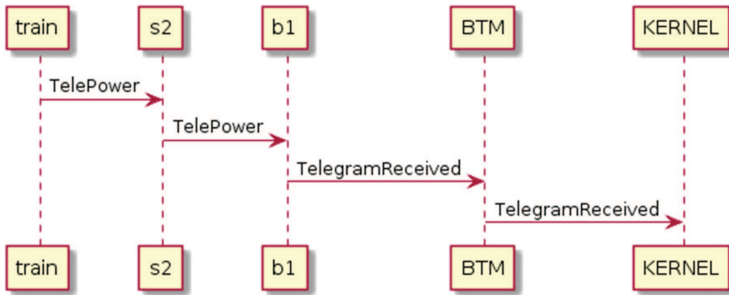 train s2 b1 BTM KERNEL
TelePower
TelePower
TelegramReceived
TelegramReceived
train s2 b1 BTM KERNEL